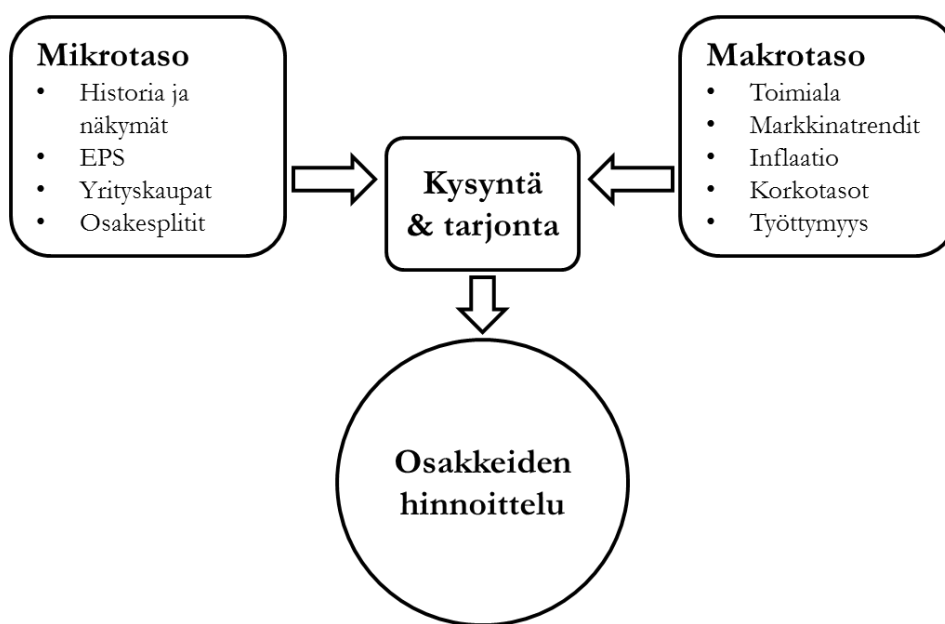 Mikrotaso
• Historia ja
näkymät
• EPS
• Yrityskaupat
• Osakesplitit
Kysyntä
& tarjonta
Makrotaso
• Toimiala
• Markkinatrendit
• Inflaatio
• Korkotasot
• Työttymyys
Osakkeiden
hinnoittelu